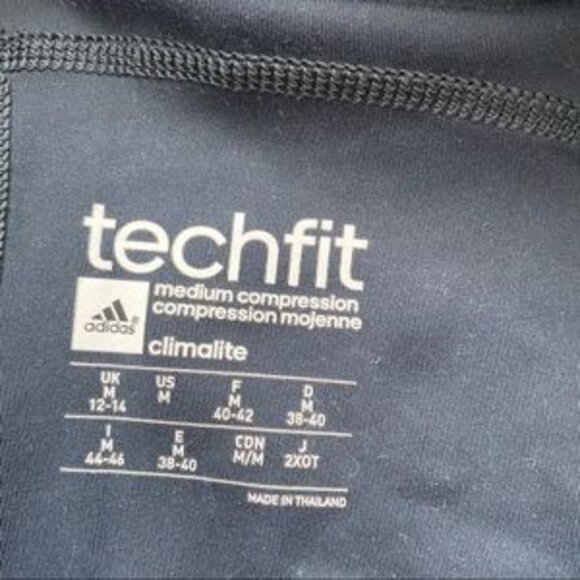 techfit
medium compression
compression mojenne
adidas®
climalite
UK US F D
M M M M
12-14 40-42 38-40
I E CDN J
M M M/M 2XOT
44-46 38-40
MADE IN THAILAND